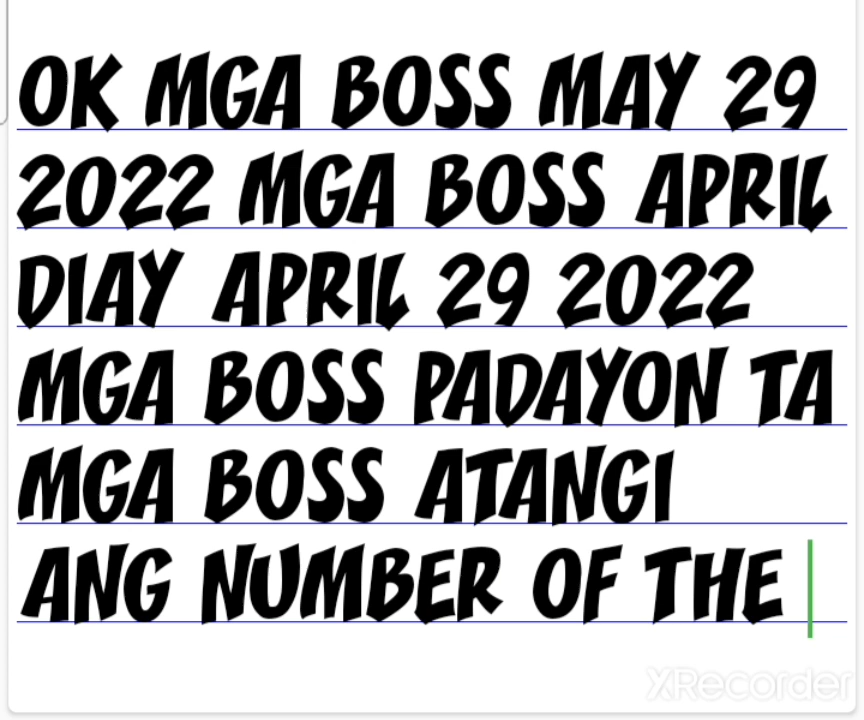 OK MGA BOSS MAY 29
2022 MGA BOSS APRIL
DIAY APRIL 29 2022
MGA BOSS PADAYON TA
MGA BOSS ATANGI
ANG NUMBER OF THE
XRecorder